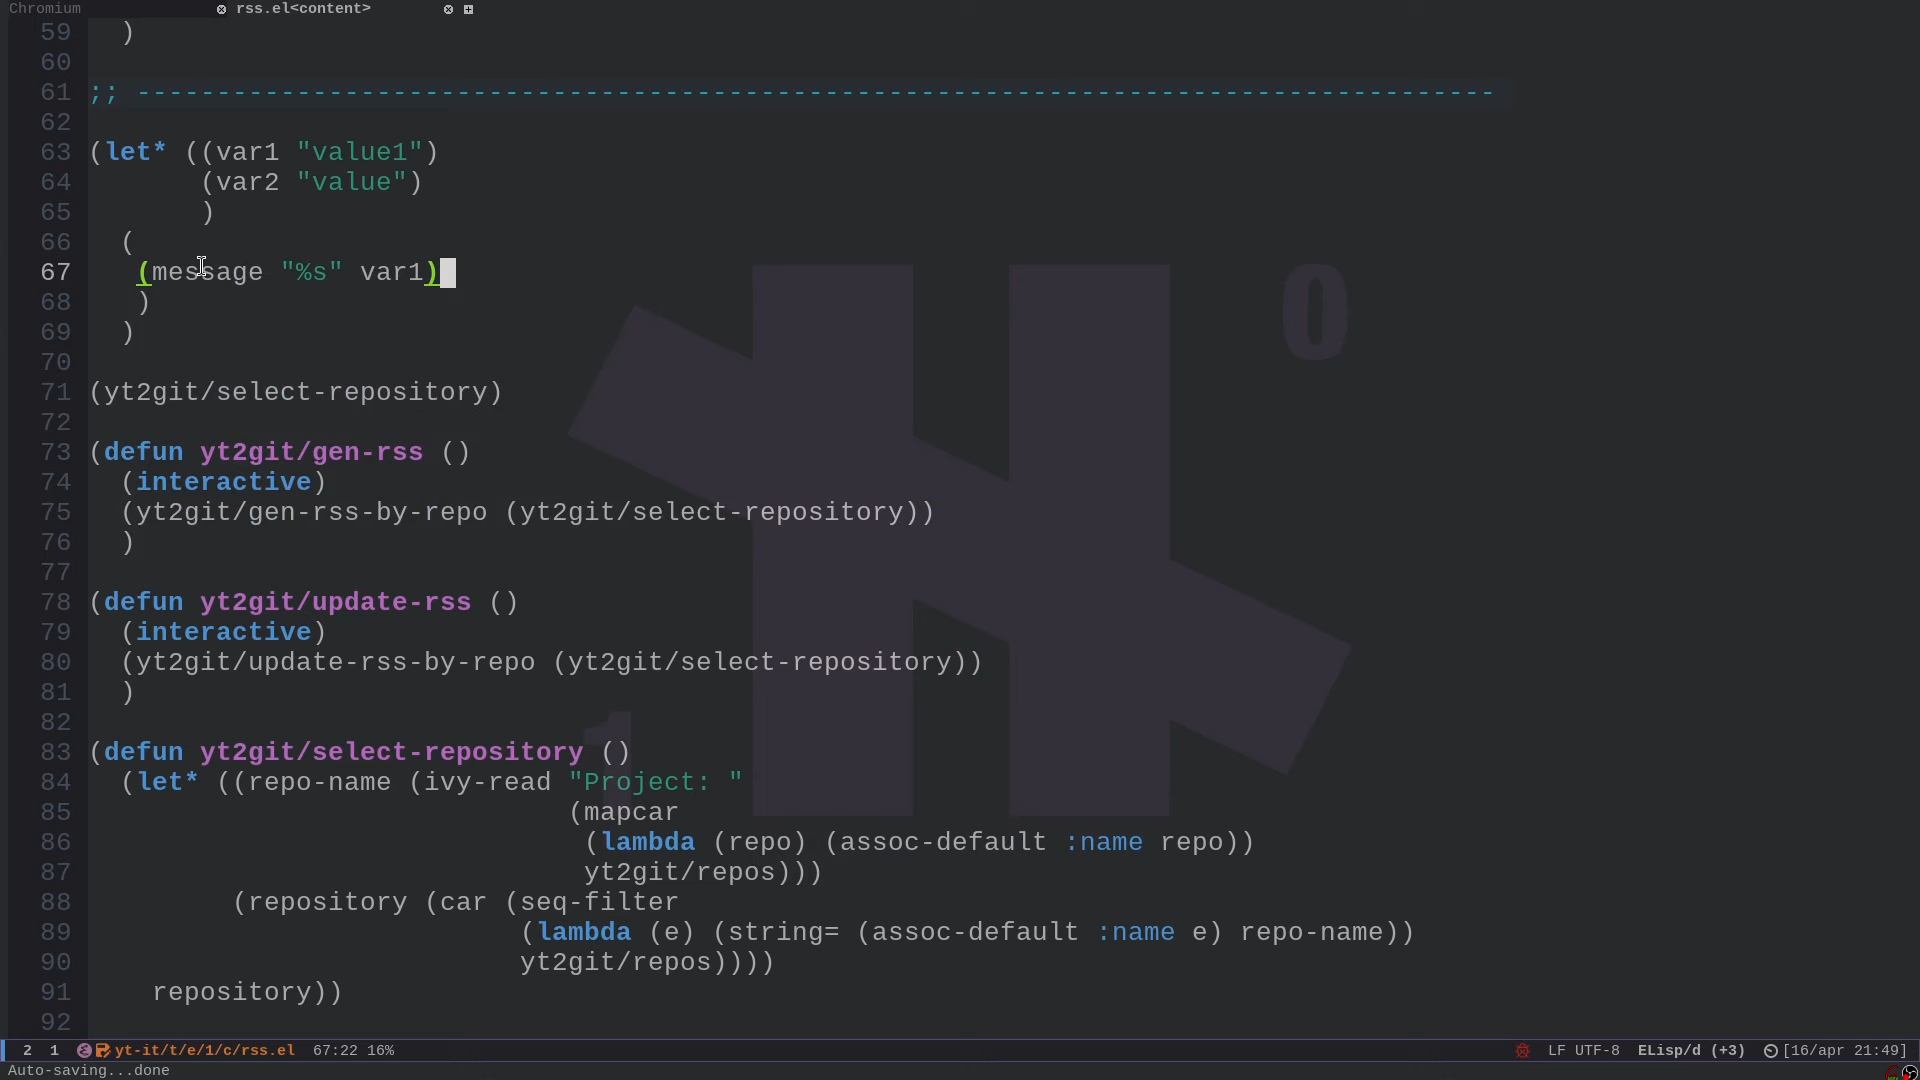 Chromium rss.el<content>
59 )
60
61 ;; -------------------------------------------------------------------------------------
62
63 (let* ((var1 "value1")
64 (var2 "value")
65 )
66 (
67 (message "%s" var1)
68 )
69 )
70
71 (yt2git/select-repository)
72
73 (defun yt2git/gen-rss ()
74 (interactive)
75 (yt2git/gen-rss-by-repo (yt2git/select-repository))
76 )
77
78 (defun yt2git/update-rss ()
79 (interactive)
80 (yt2git/update-rss-by-repo (yt2git/select-repository))
81 )
82
83 (defun yt2git/select-repository ()
84 (let* ((repo-name (ivy-read "Project: "
85 (mapcar
86 (lambda (repo) (assoc-default :name repo))
87 yt2git/repos)))
88 (repository (car (seq-filter
89 (lambda (e) (string= (assoc-default :name e) repo-name))
90 yt2git/repos))))
91 repository))
92
2 1 yt-it/t/e/1/c/rss.el 67:22 16% LF UTF-8 ELisp/d (+3) [16/apr 21:49]
Auto-saving...done
0
1